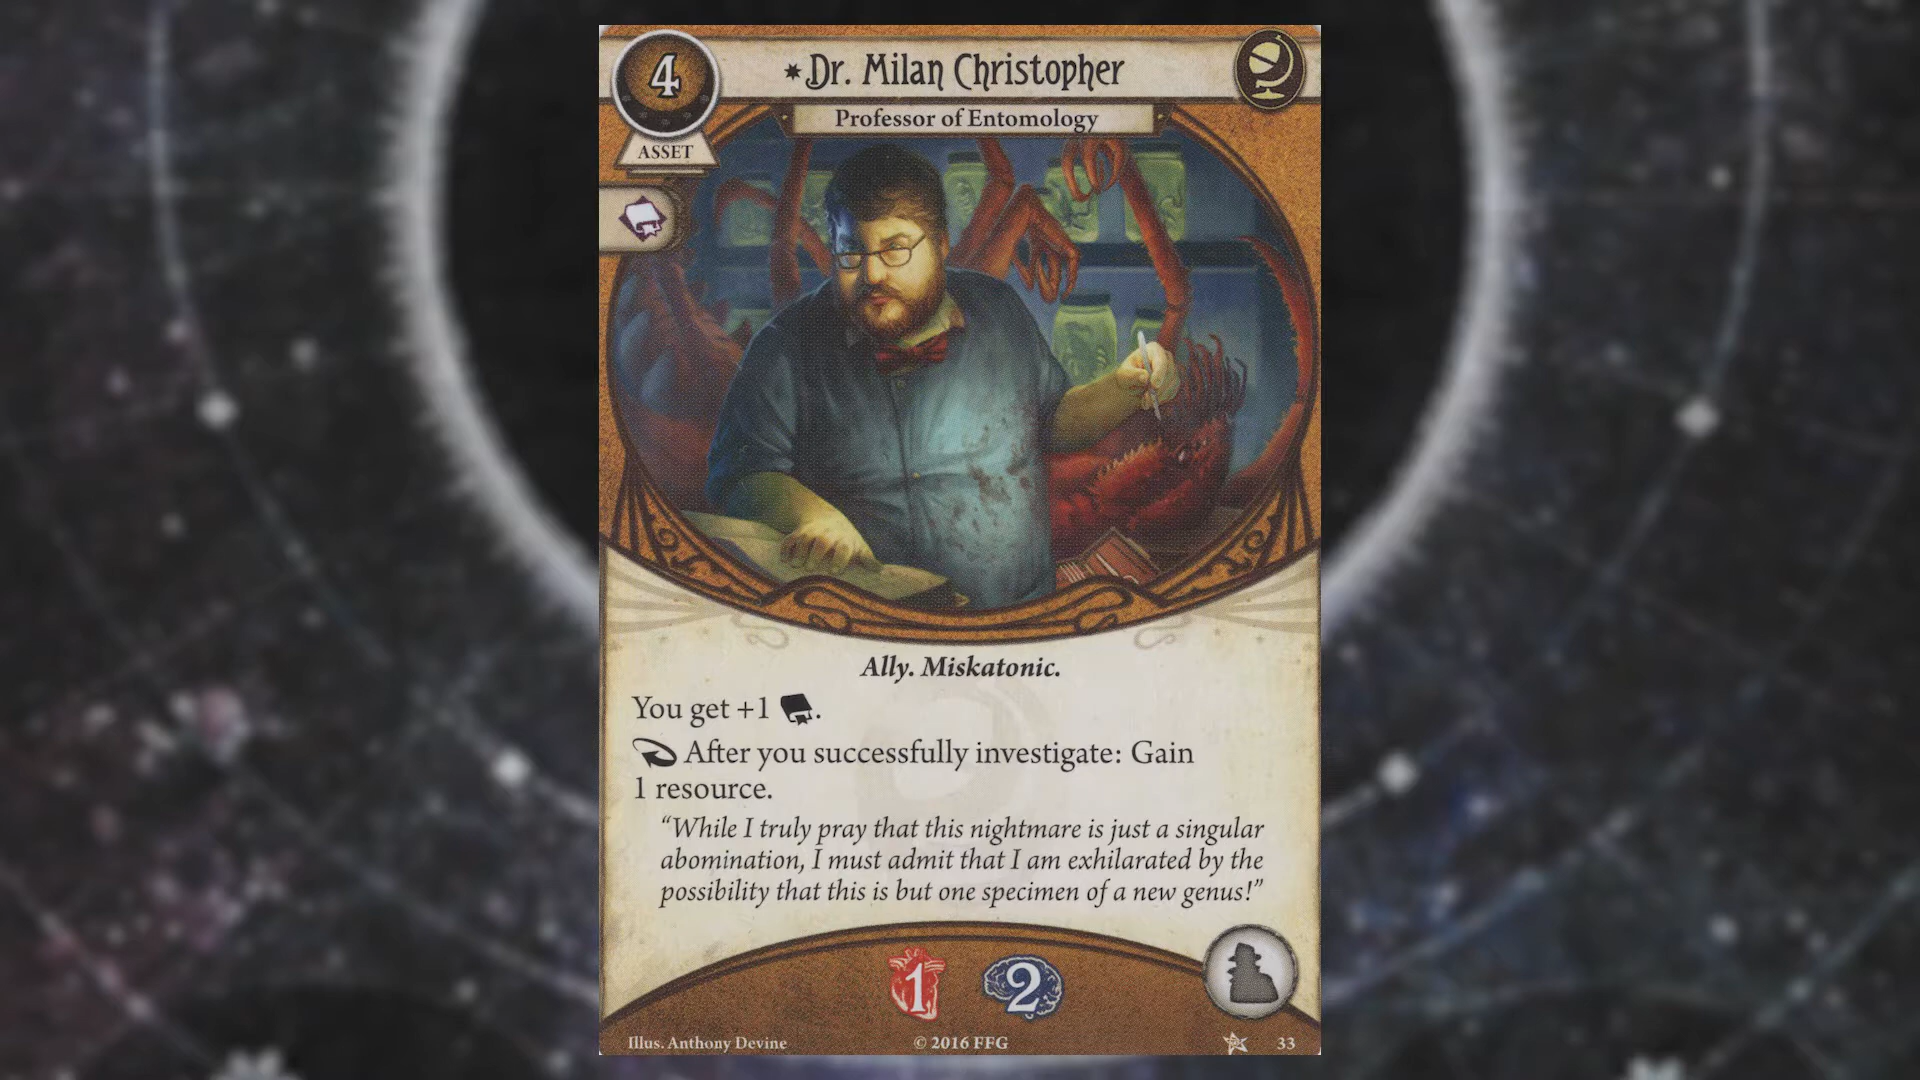 4
Dr. Milan Christopher
Professor of Entomology
ASSET
Ally. Miskatonic.
You get +1 .
After you successfully investigate: Gain
1 resource.
“While I truly pray that this nightmare is just a singular
abomination, I must admit that I am exhilarated by the
possibility that this is but one specimen of a new genus!”
1 2
Illus. Anthony Devine © 2016 FFG 33